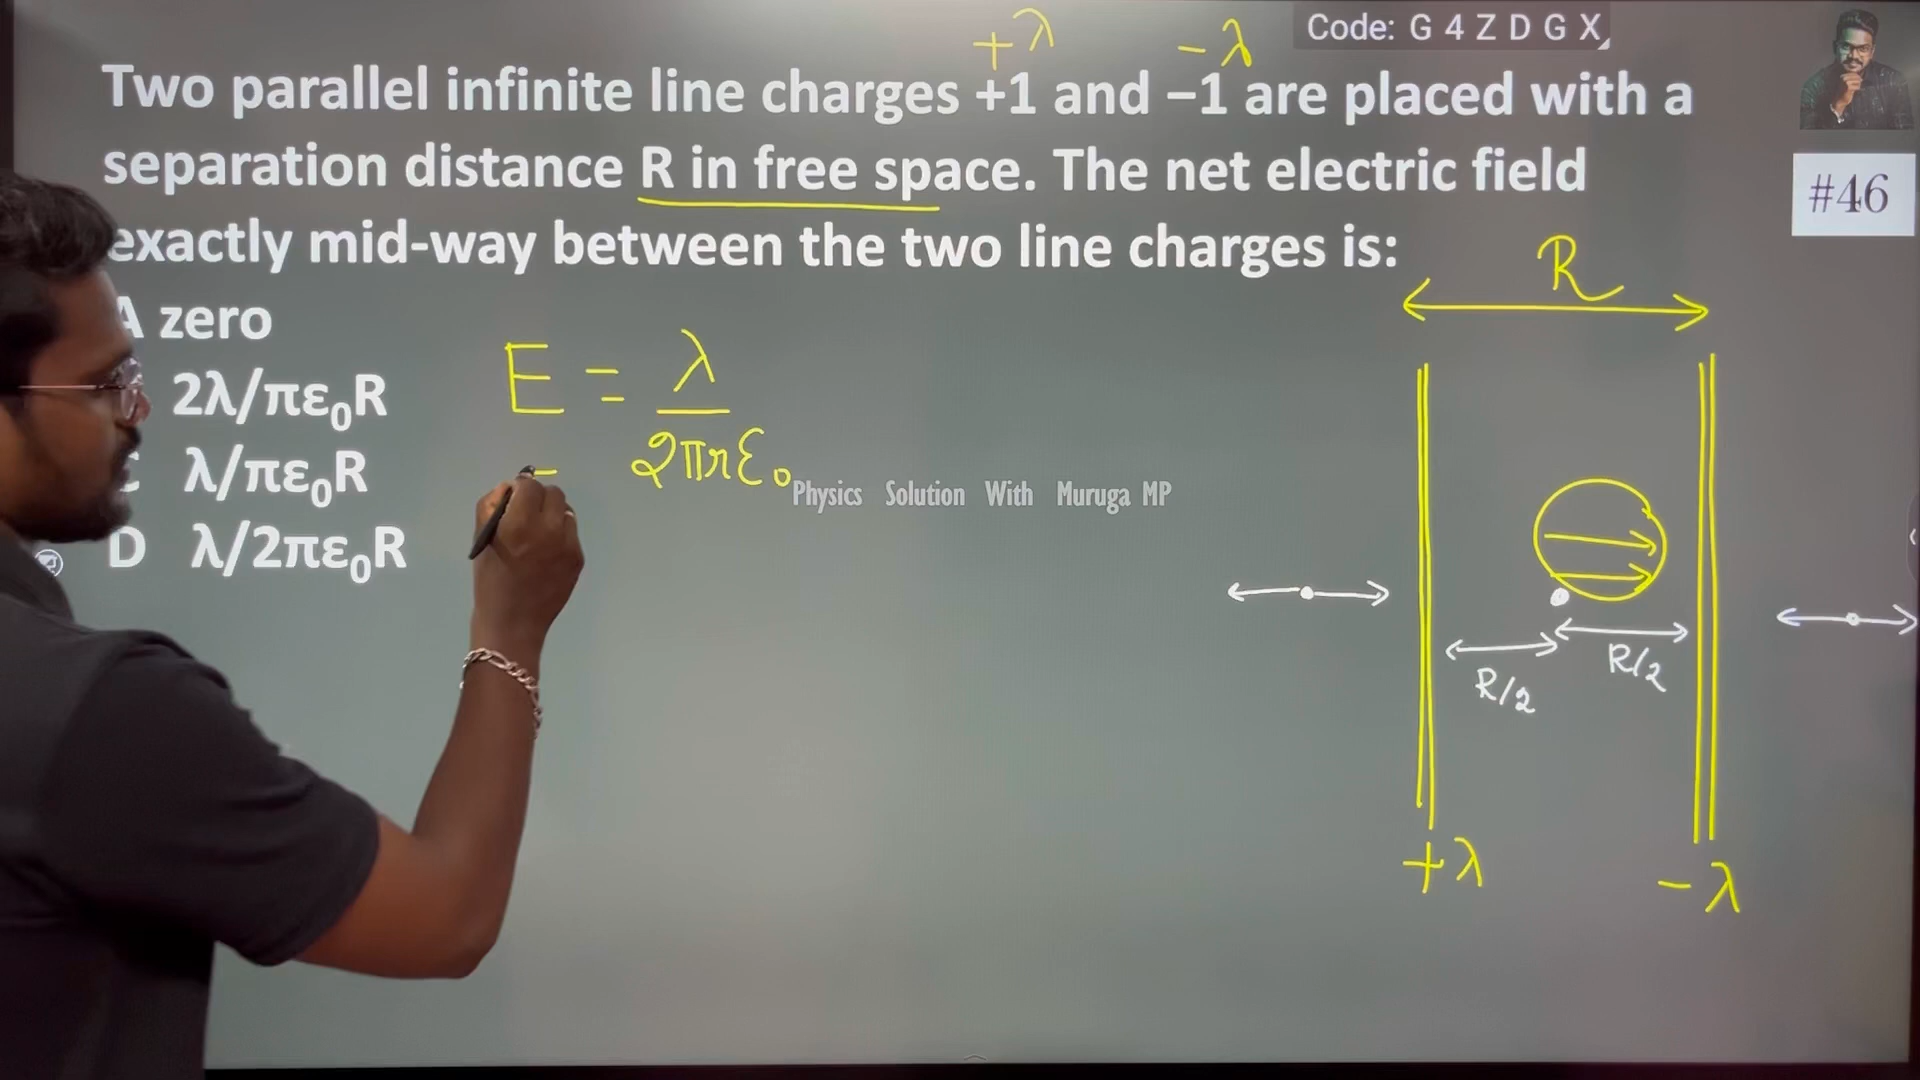 +λ
-λ
Code: G 4 Z D G X
Two parallel infinite line charges +1 and −1 are placed with a
separation distance R in free space. The net electric field
exactly mid-way between the two line charges is:
#46
A zero
2λ/πε₀R
C λ/πε₀R
D λ/2πε₀R
E = λ
2πrε₀
=
Physics Solution With Muruga MP
R
R/2
R/2
+λ
-λ